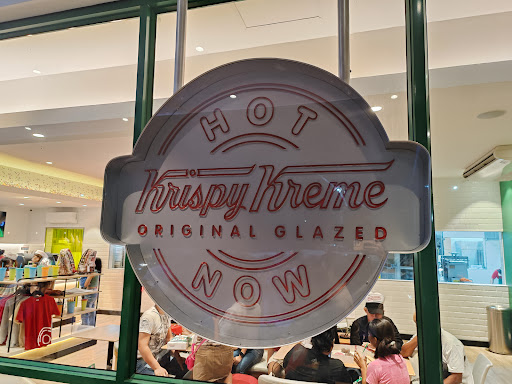 HOT
Krispy Kreme
ORIGINAL GLAZED
NOW